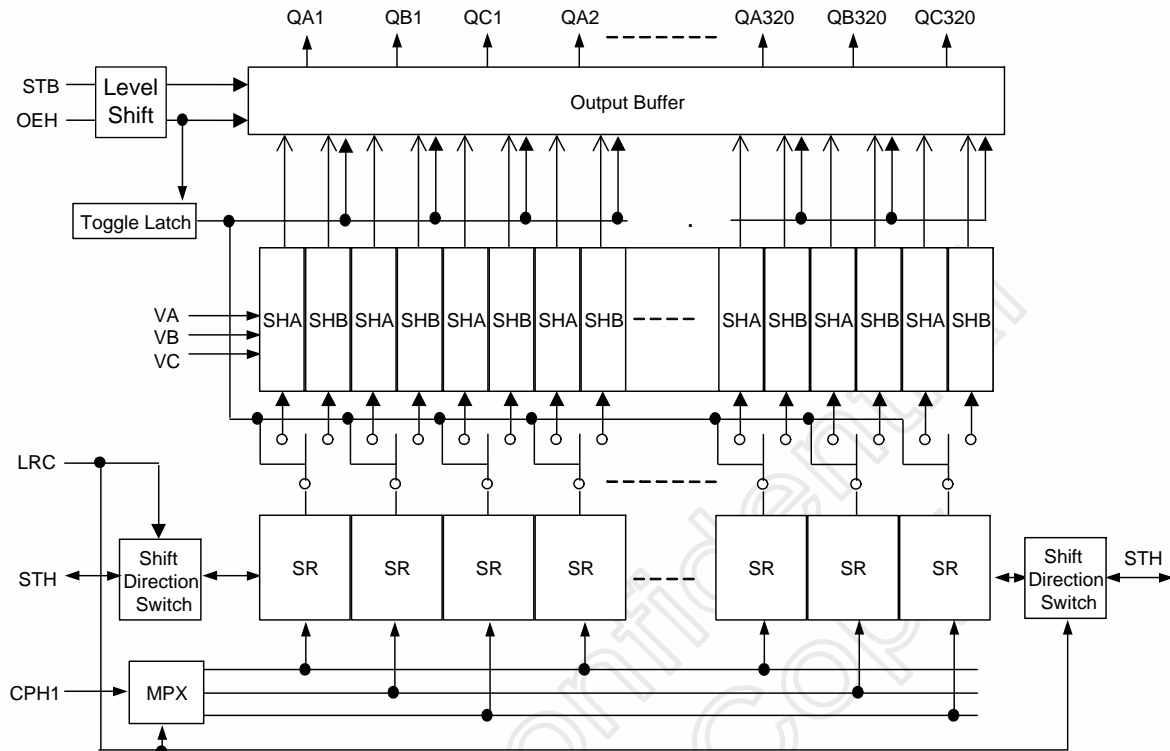 QA1 QB1 QC1 QA2 QA320 QB320 QC320
STB
OEH
Level
Shift
Output Buffer
Toggle Latch
VA
VB
VC
SHA SHB SHA SHB SHA SHB SHA SHB SHA SHB SHA SHB SHA SHB
LRC
STH
Shift
Direction
Switch
SR SR SR SR SR SR SR
Shift
Direction
Switch
STH
CPH1
MPX
Confidential